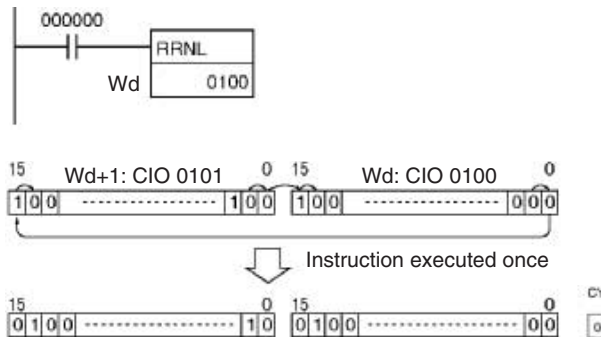 000000
RRNL
Wd 0100
15 Wd+1: CIO 0101 0 15 Wd: CIO 0100 0
1 0 0 1 0 0 1 0 0 0 0 0
Instruction executed once
15 0 15 0
0 1 0 0 1 0 0 1 0 0 0 0